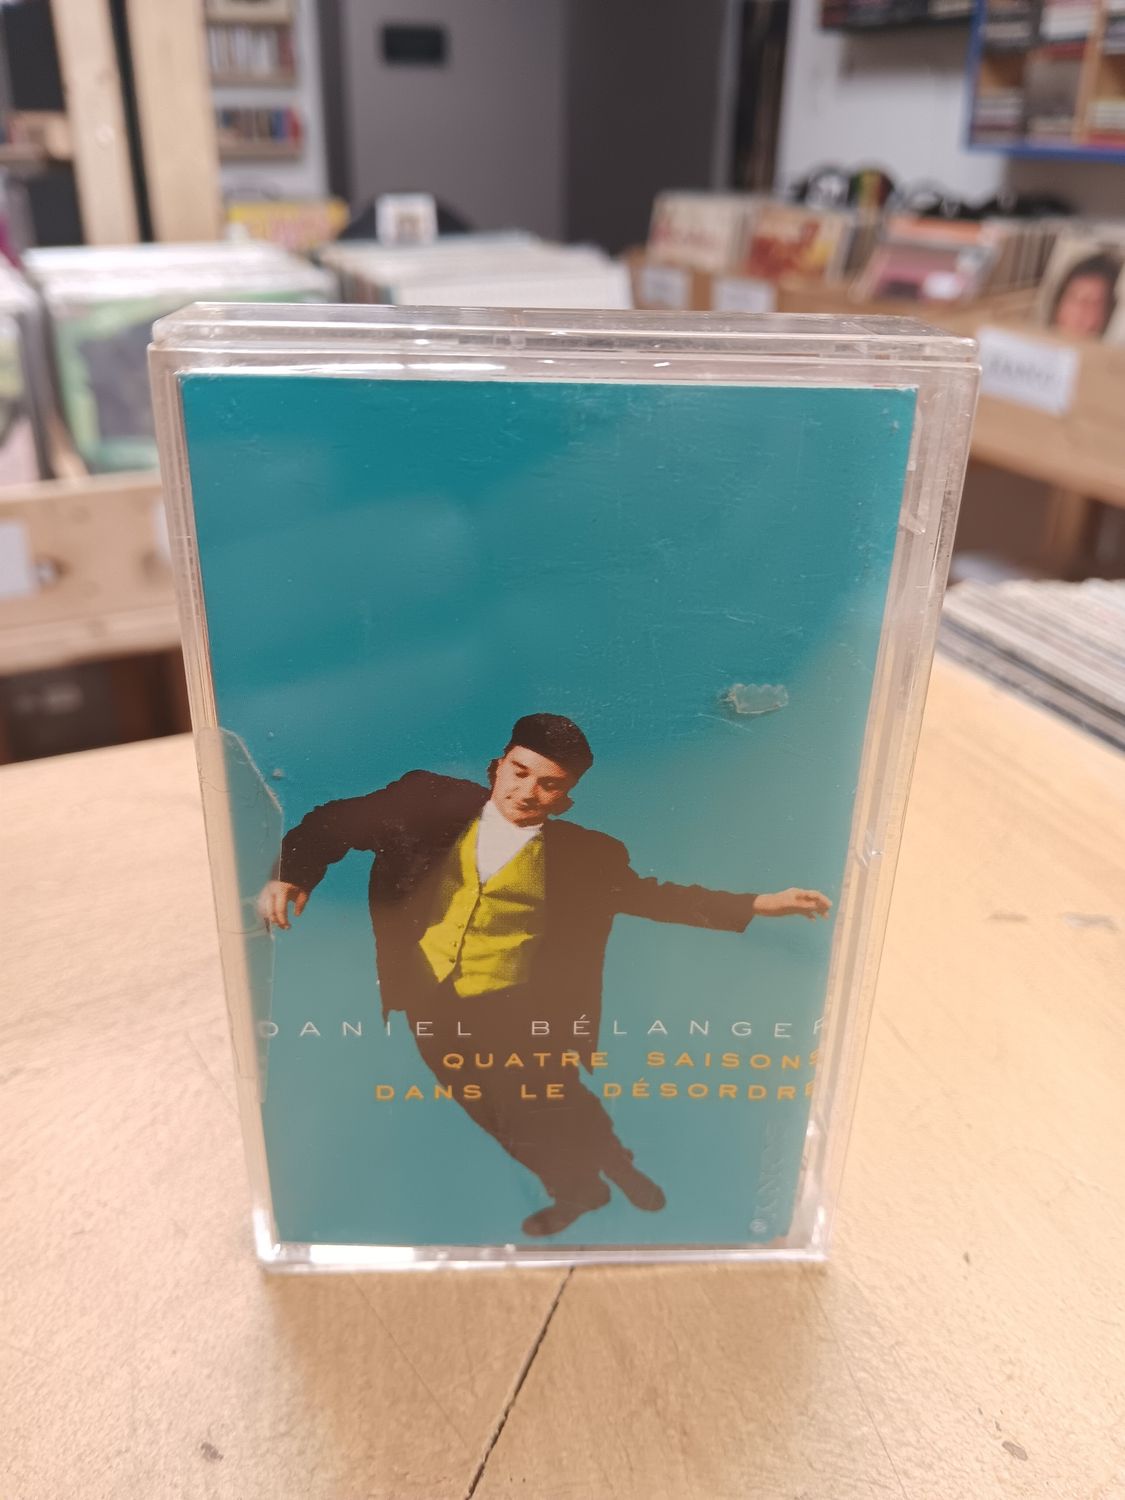 DANIEL BÉLANGER
QUATRE SAISONS
DANS LE DÉSORDRE